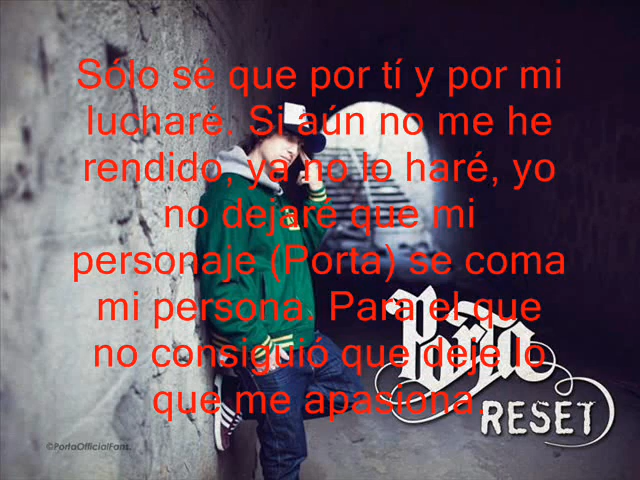 Sólo sé que por tí y por mi
lucharé. Si aún no me he
rendido, ya no lo haré, yo
no dejaré que mi
personaje (Porta) se coma
mi persona. Para el que
no consiguió que deje lo
que me apasiona.
Porta
RESET
©PortaOfficialFans.